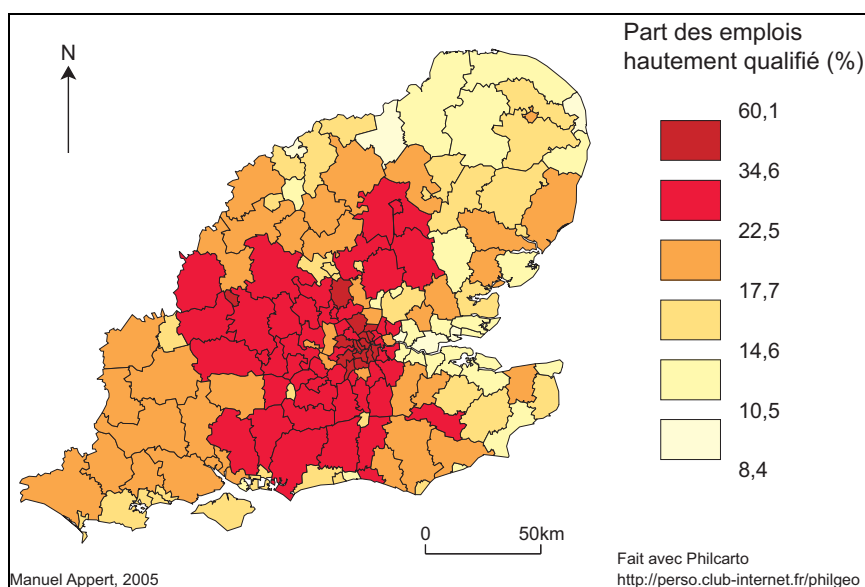 Part des emplois
hautement qualifié (%)
N
60,1
34,6
22,5
17,7
14,6
10,5
8,4
0 50km
Manuel Appert, 2005
Fait avec Philcarto
http://perso.club-internet.fr/philgeo